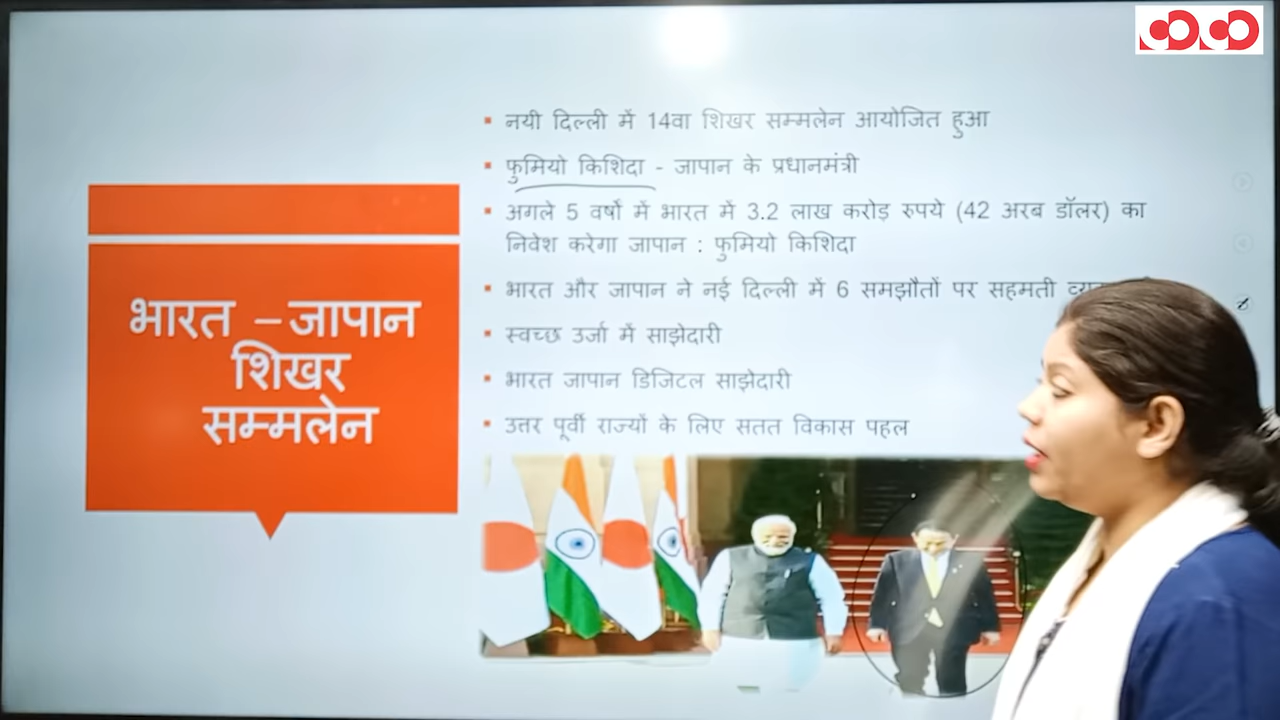 नयी दिल्ली में 14वा शिखर सम्मलेन आयोजित हुआ
फुमियो किशिदा - जापान के प्रधानमंत्री
अगले 5 वर्षों में भारत में 3.2 लाख करोड़ रुपये (42 अरब डॉलर) का
निवेश करेगा जापान : फुमियो किशिदा
भारत और जापान ने नई दिल्ली में 6 समझौतों पर सहमती
स्वच्छ उर्जा में साझेदारी
भारत जापान डिजिटल साझेदारी
उत्तर पूर्वी राज्यों के लिए सतत विकास पहल
भारत – जापान
शिखर
सम्मलेन